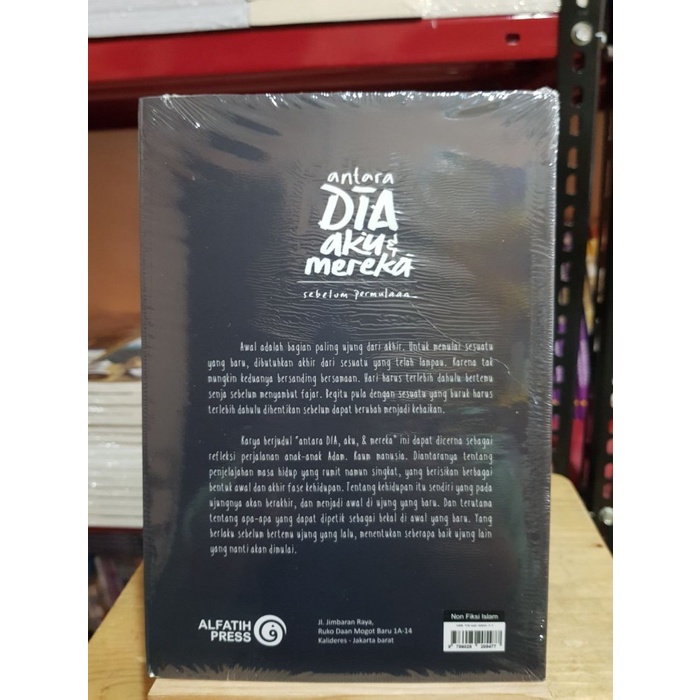 antara
DIA
aku &
mereka
sebelum permulaan
Awal adalah bagian paling ujung dari akhir. Untuk memulai sesuatu
yang baru, dibutuhkan akhir dari sesuatu yang telah lampau. Karena tak
mungkin keduanya bersanding bersamaan. Hari harus terlebih dahulu bertemu
senja sebelum menyambut fajar. Begitu pula dengan sesuatu yang buruk harus
terlebih dahulu dihentikan sebelum dapat berubah menjadi kebaikan.
Karya berjudul "antara DIA, aku, & mereka" ini dapat dicerna sebagai
refleksi perjalanan anak-anak Adam. Kaum manusia. Diantaranya tentang
penjelajahan masa hidup yang rumit namun singkat, yang berisikan berbagai
bentuk awal dan akhir fase kehidupan. Tentang kehidupan itu sendiri yang pada
ujungnya akan berakhir, dan menjadi awal di ujung yang baru. Dan terutama
tentang apa-apa yang dapat dipetik sebagai bekal di awal yang baru. Yang
berlaku sebelum bertemu ujung yang lalu, menentukan seberapa baik ujung lain
yang nanti akan dimulai.
ALFATIH
PRESS
Jl. Jimbaran Raya,
Ruko Daan Mogot Baru 1A-14
Kalideres - Jakarta barat
Non Fiksi Islam